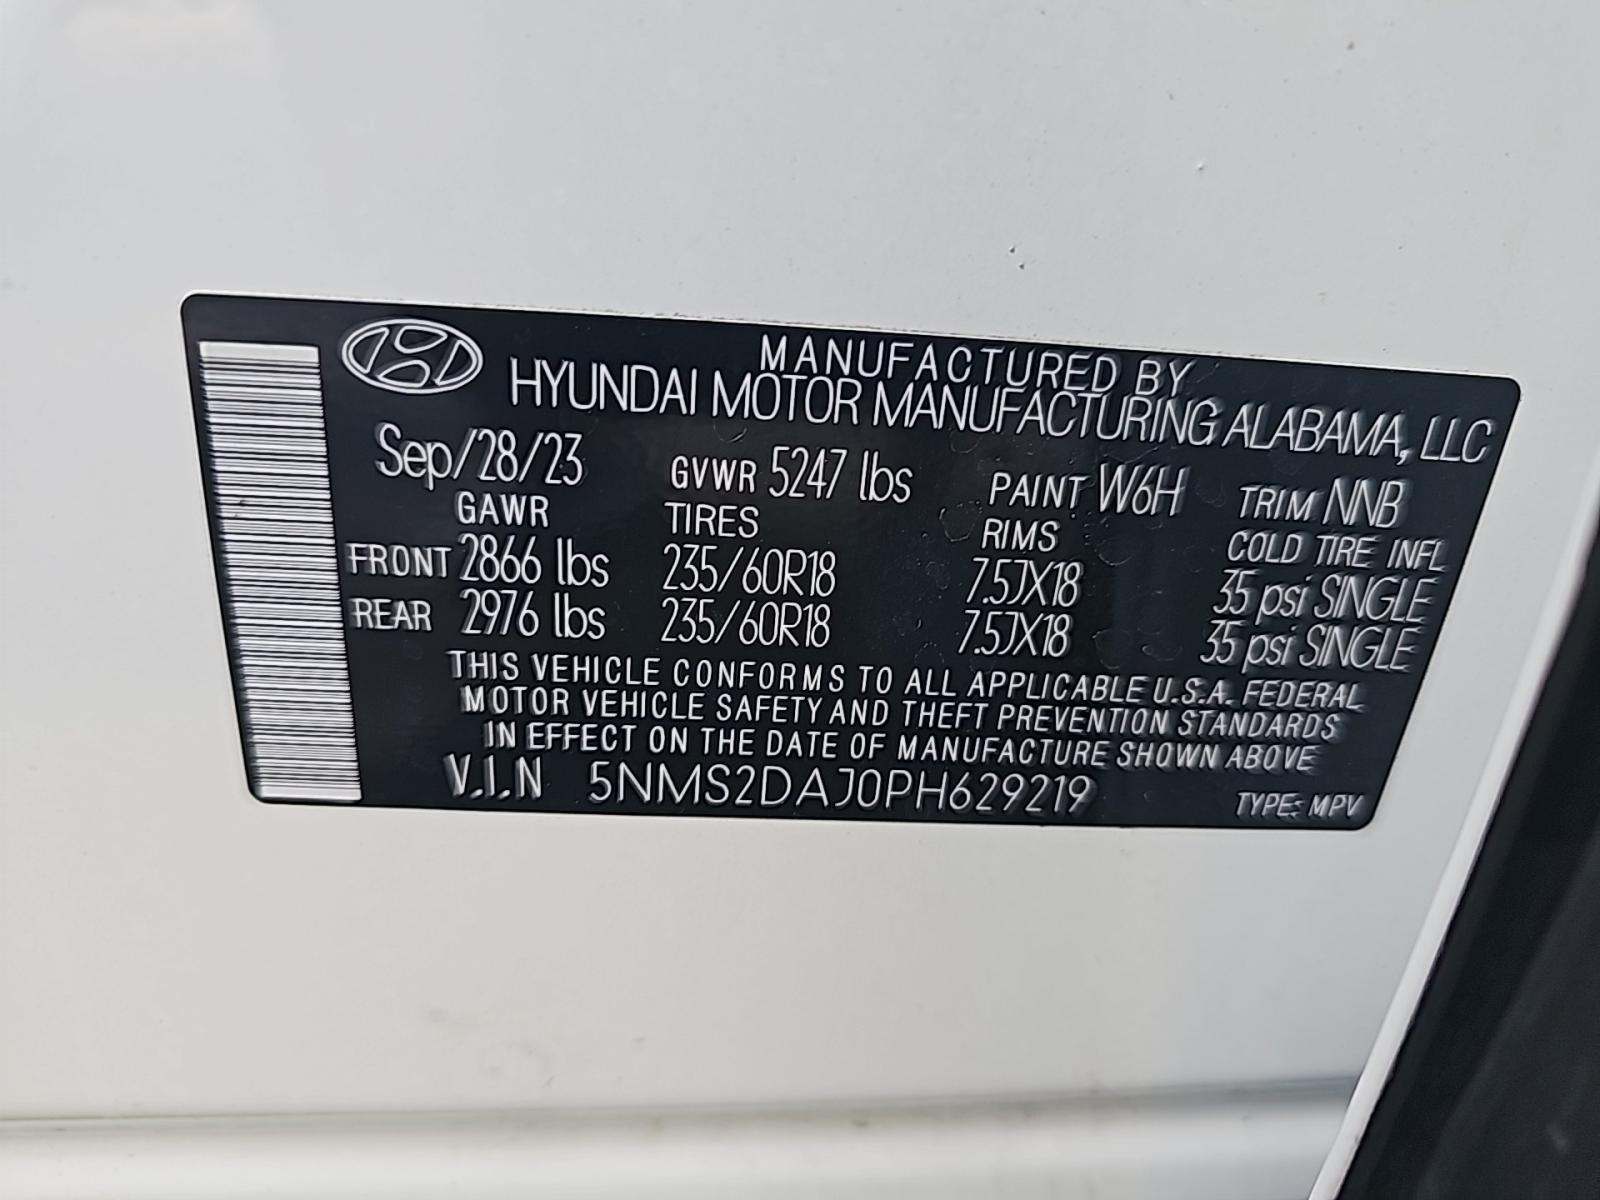 MANUFACTURED BY
HYUNDAI MOTOR MANUFACTURING ALABAMA, LLC
Sep/28/23 GVWR 5247 lbs PAINT W6H TRIM NNB
GAWR TIRES RIMS COLD TIRE INFL
FRONT 2866 lbs 235/60R18 7.5JX18 35 psi SINGLE
REAR 2976 lbs 235/60R18 7.5JX18 35 psi SINGLE
THIS VEHICLE CONFORMS TO ALL APPLICABLE U.S.A. FEDERAL
MOTOR VEHICLE SAFETY AND THEFT PREVENTION STANDARDS
IN EFFECT ON THE DATE OF MANUFACTURE SHOWN ABOVE
V.I.N 5NMS2DAJ0PH629219 TYPE: MPV